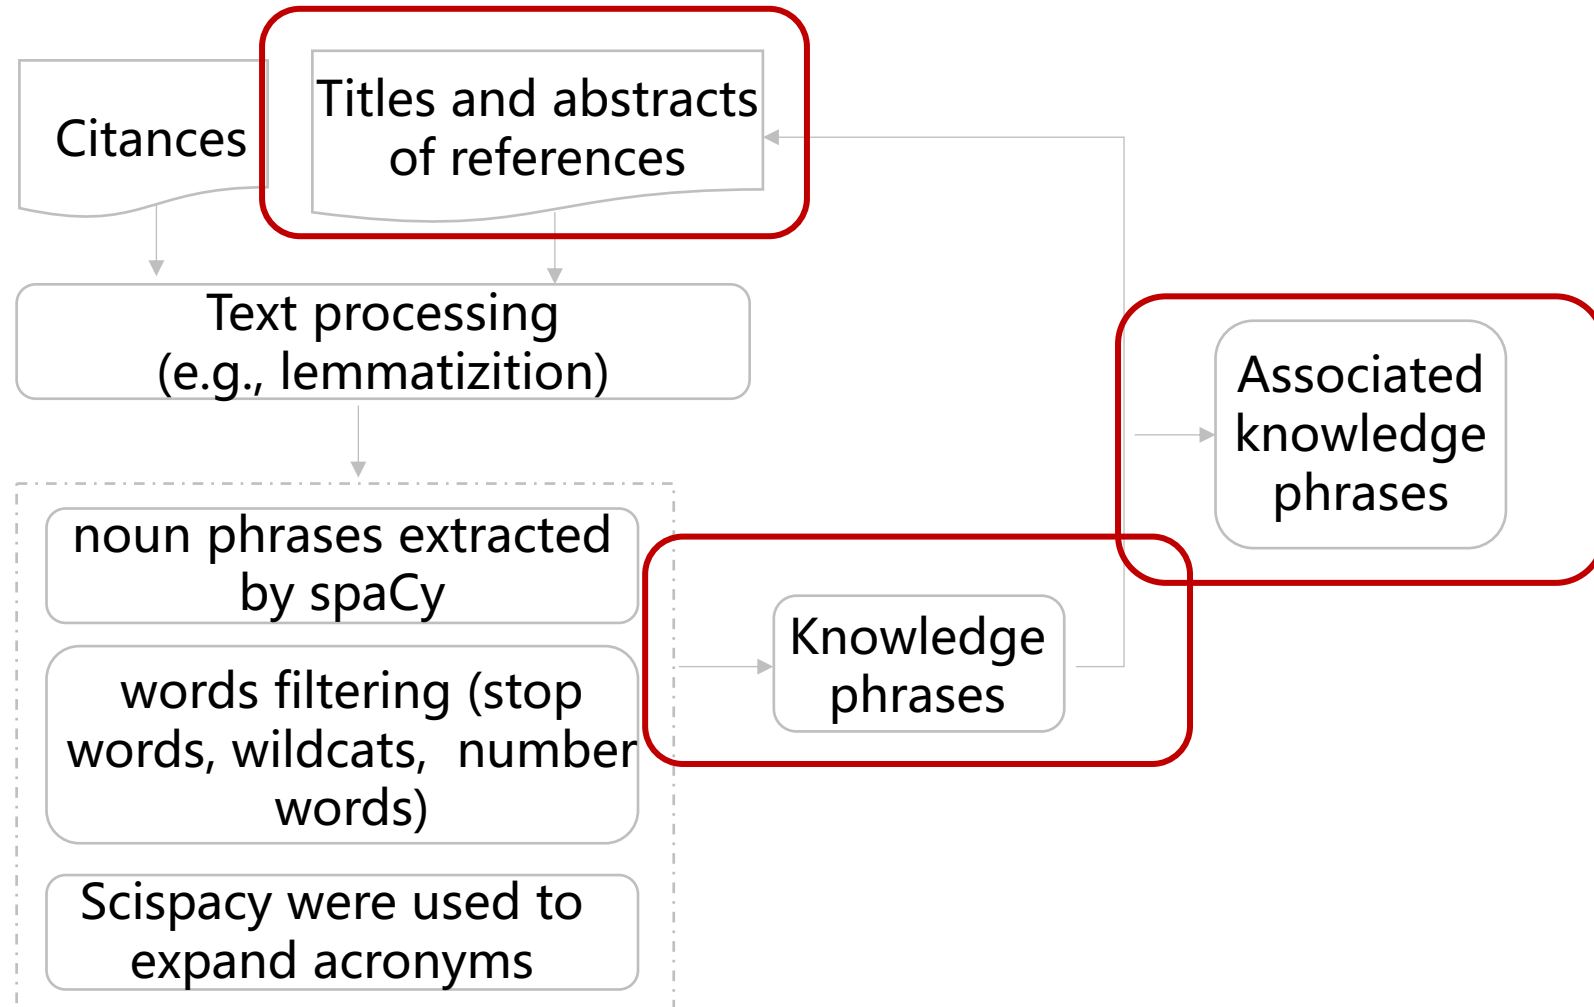 Citances
Titles and abstracts
of references
Text processing
(e.g., lemmatizition)
noun phrases extracted
by spaCy
words filtering (stop
words, wildcats,  number
words)
Scispacy were used to
expand acronyms
Knowledge
phrases
Associated
knowledge
phrases